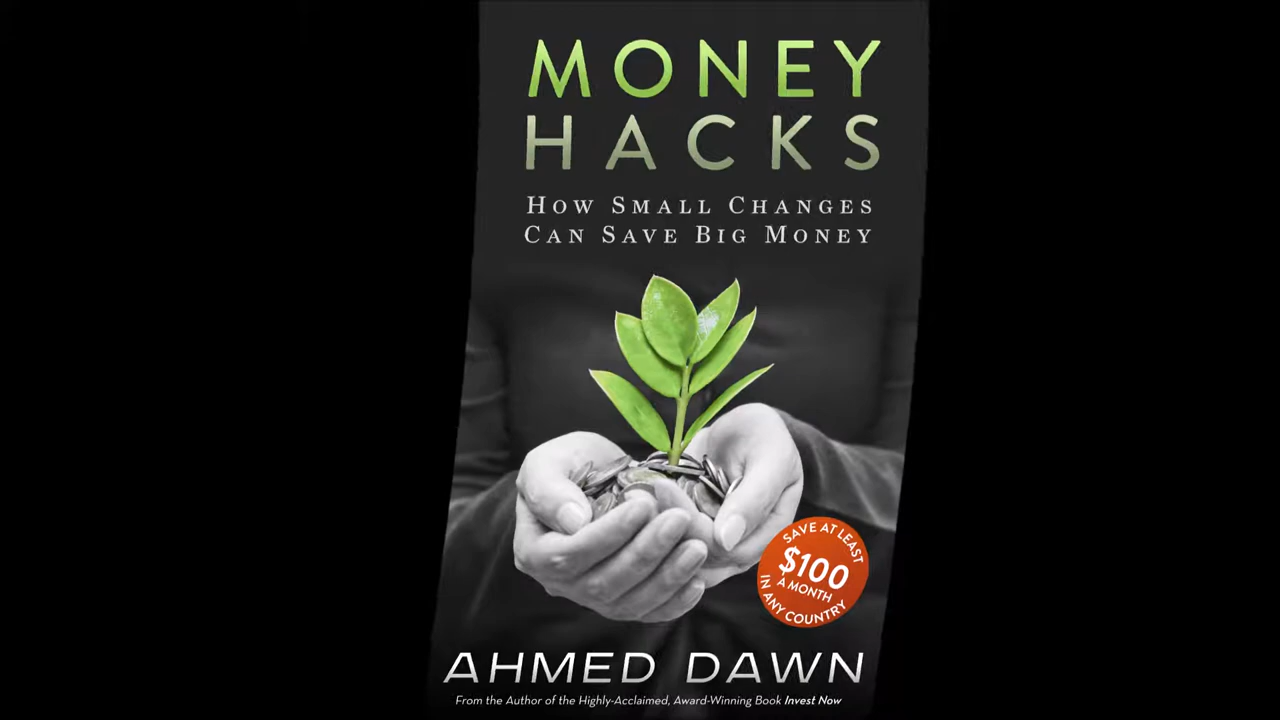 MONEY
HACKS
HOW SMALL CHANGES
CAN SAVE BIG MONEY
SAVE AT LEAST
$100
A MONTH
IN ANY COUNTRY
AHMED DAWN
From the Author of the Highly-Acclaimed, Award-Winning Book Invest Now